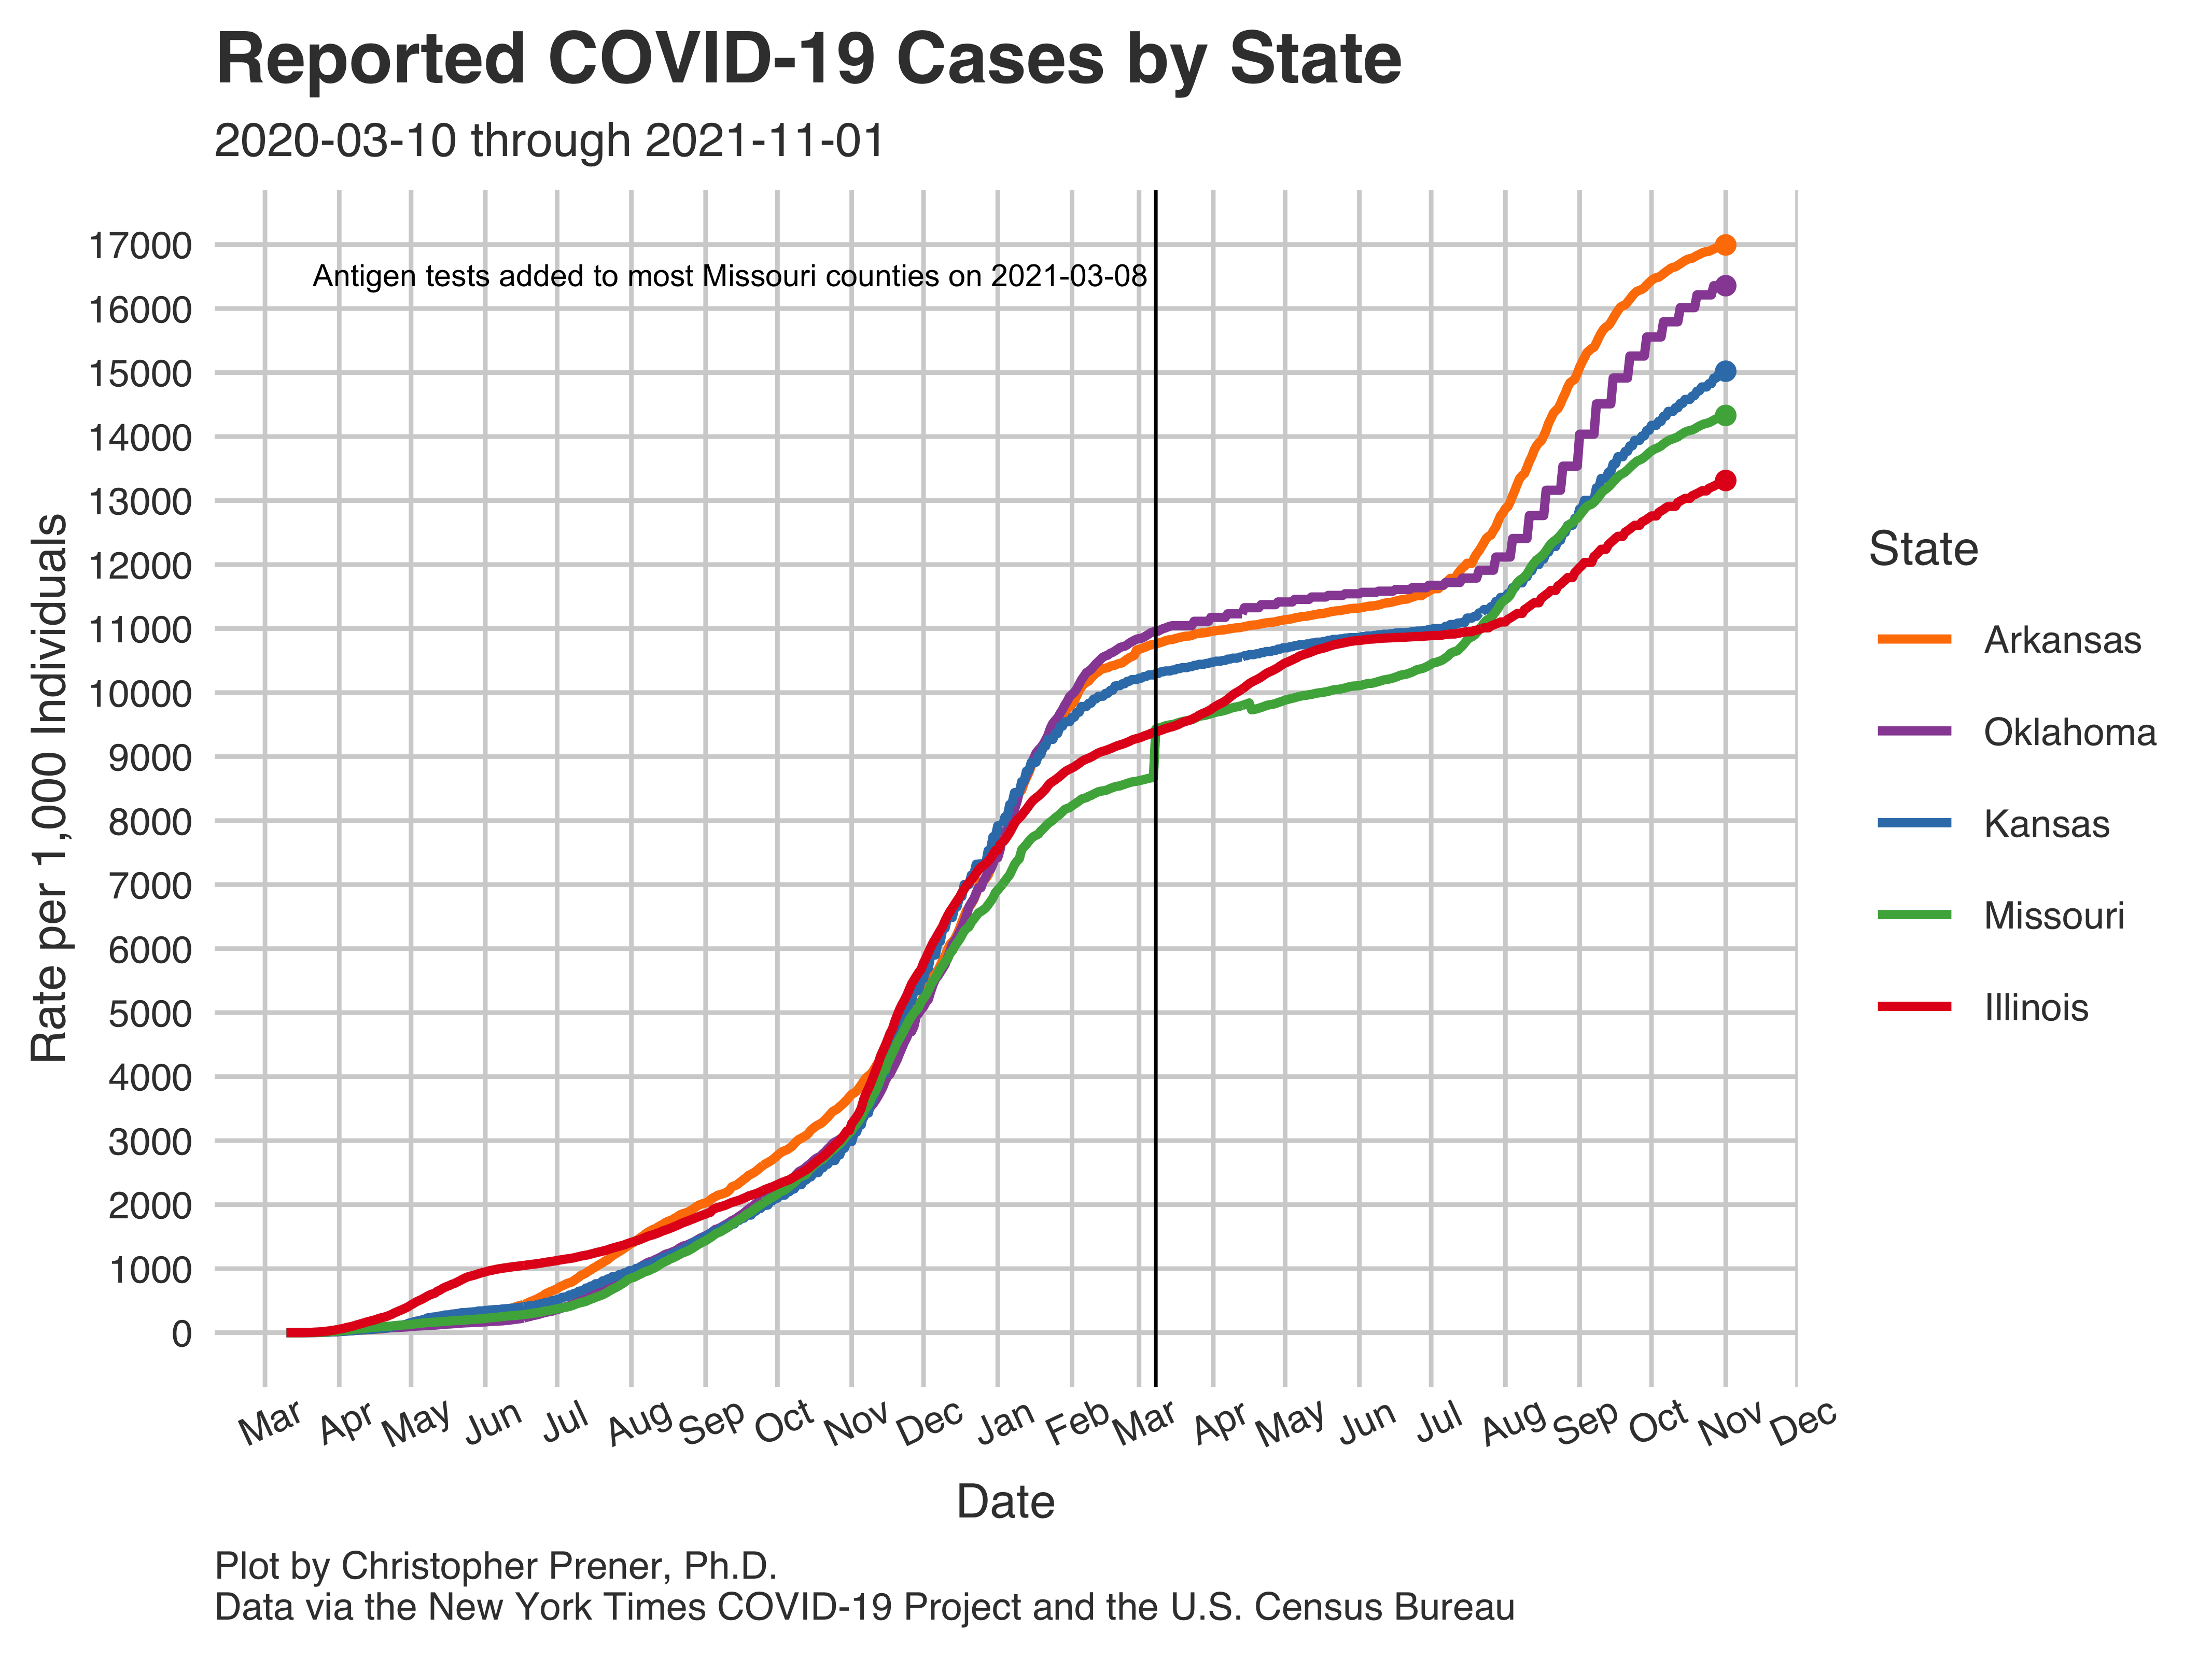 Reported COVID-19 Cases by State
2020-03-10 through 2021-11-01
17000
Antigen tests added to most Missouri counties on 2021-03-08
16000
15000
14000
13000
12000
11000
10000
9000
8000
7000
6000
5000
4000
3000
2000
1000
0
Rate per 1,000 Individuals
State
Arkansas
Oklahoma
Kansas
Missouri
Illinois
Mar Apr May Jun Jul Aug Sep Oct Nov Dec Jan Feb Mar Apr May Jun Jul Aug Sep Oct Nov Dec
Date
Plot by Christopher Prener, Ph.D.
Data via the New York Times COVID-19 Project and the U.S. Census Bureau